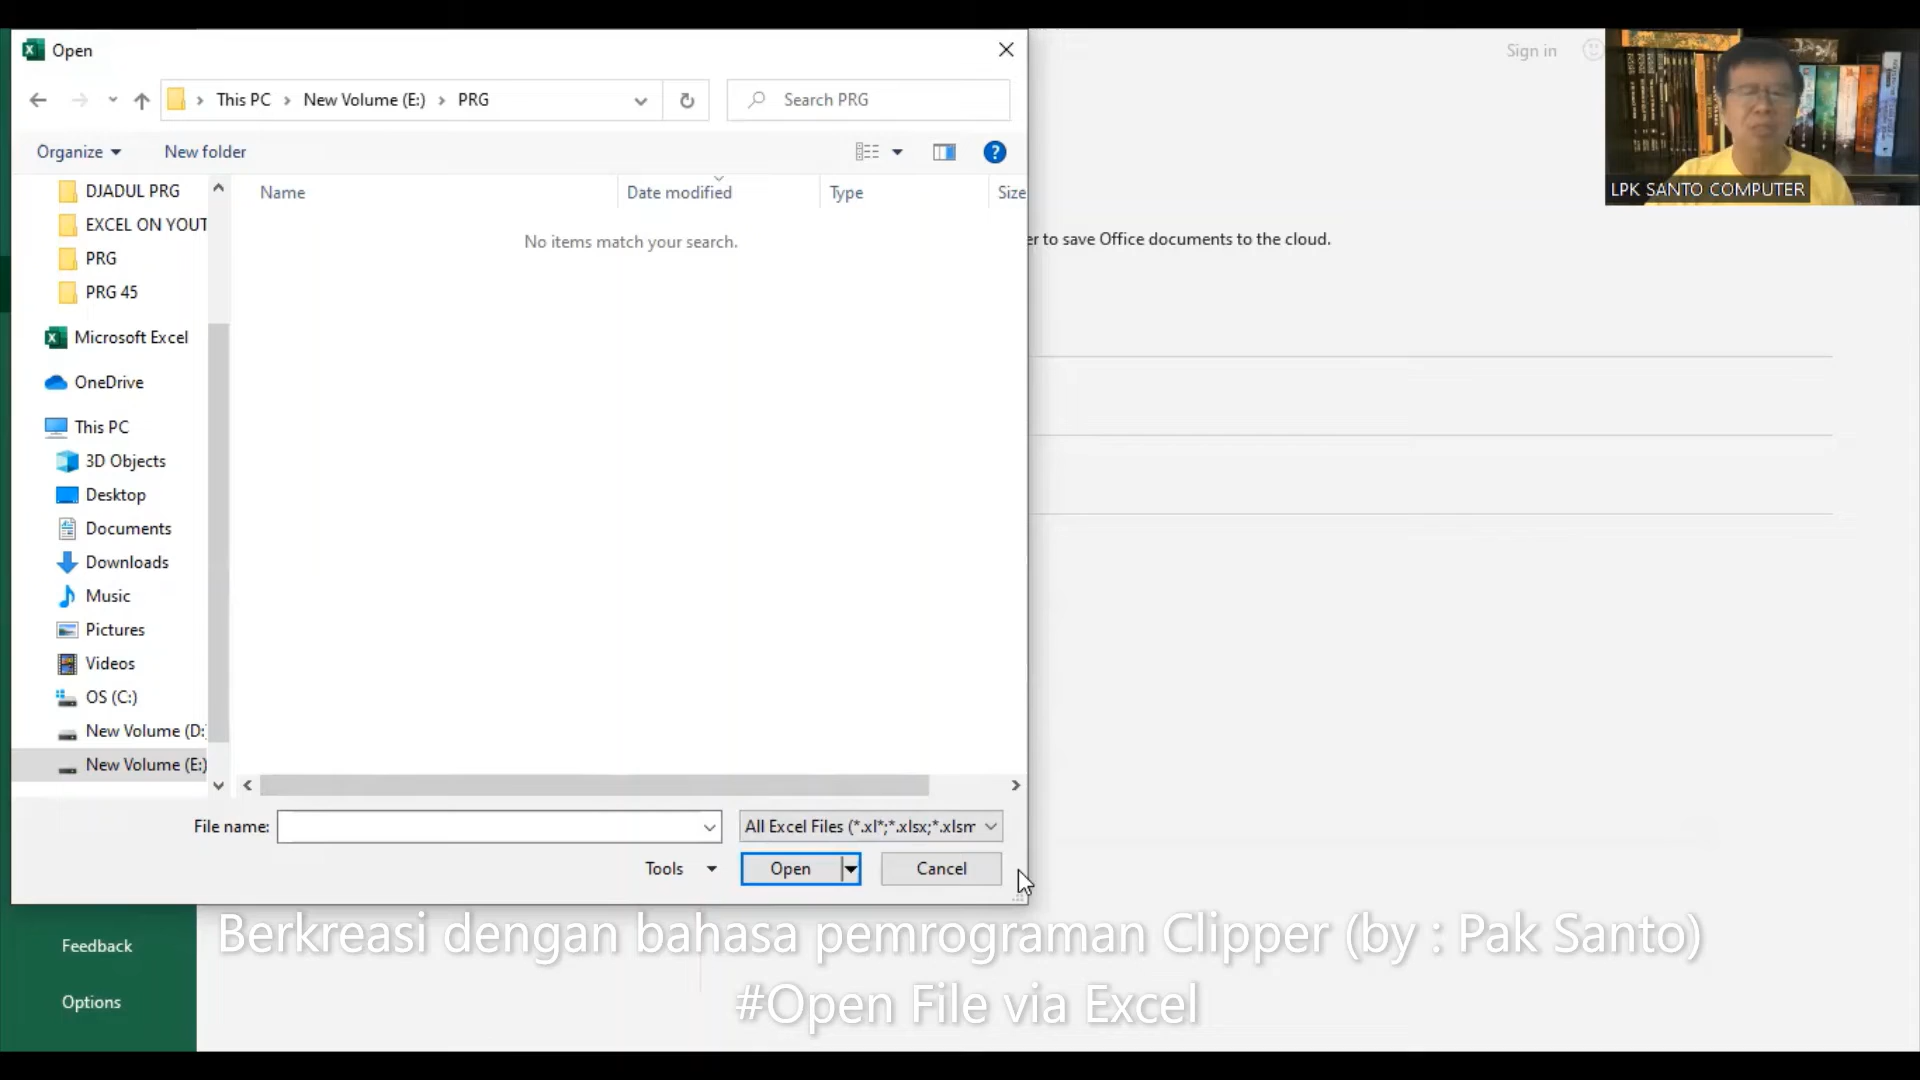 Open
Sign in
This PC > New Volume (E:) > PRG
Search PRG
Organize
New folder
?
LPK SANTO COMPUTER
Name
Date modified
Type
Size
DJADUL PRG
EXCEL ON YOUT
PRG
PRG 45
No items match your search.
er to save Office documents to the cloud.
Microsoft Excel
OneDrive
This PC
3D Objects
Desktop
Documents
Downloads
Music
Pictures
Videos
OS (C:)
New Volume (D:
New Volume (E:)
File name:
All Excel Files (*.xl*;*.xlsx;*.xlsm
Tools
Open
Cancel
Feedback
Options
Berkreasi dengan bahasa pemrograman Clipper (by : Pak Santo)
#Open File via Excel